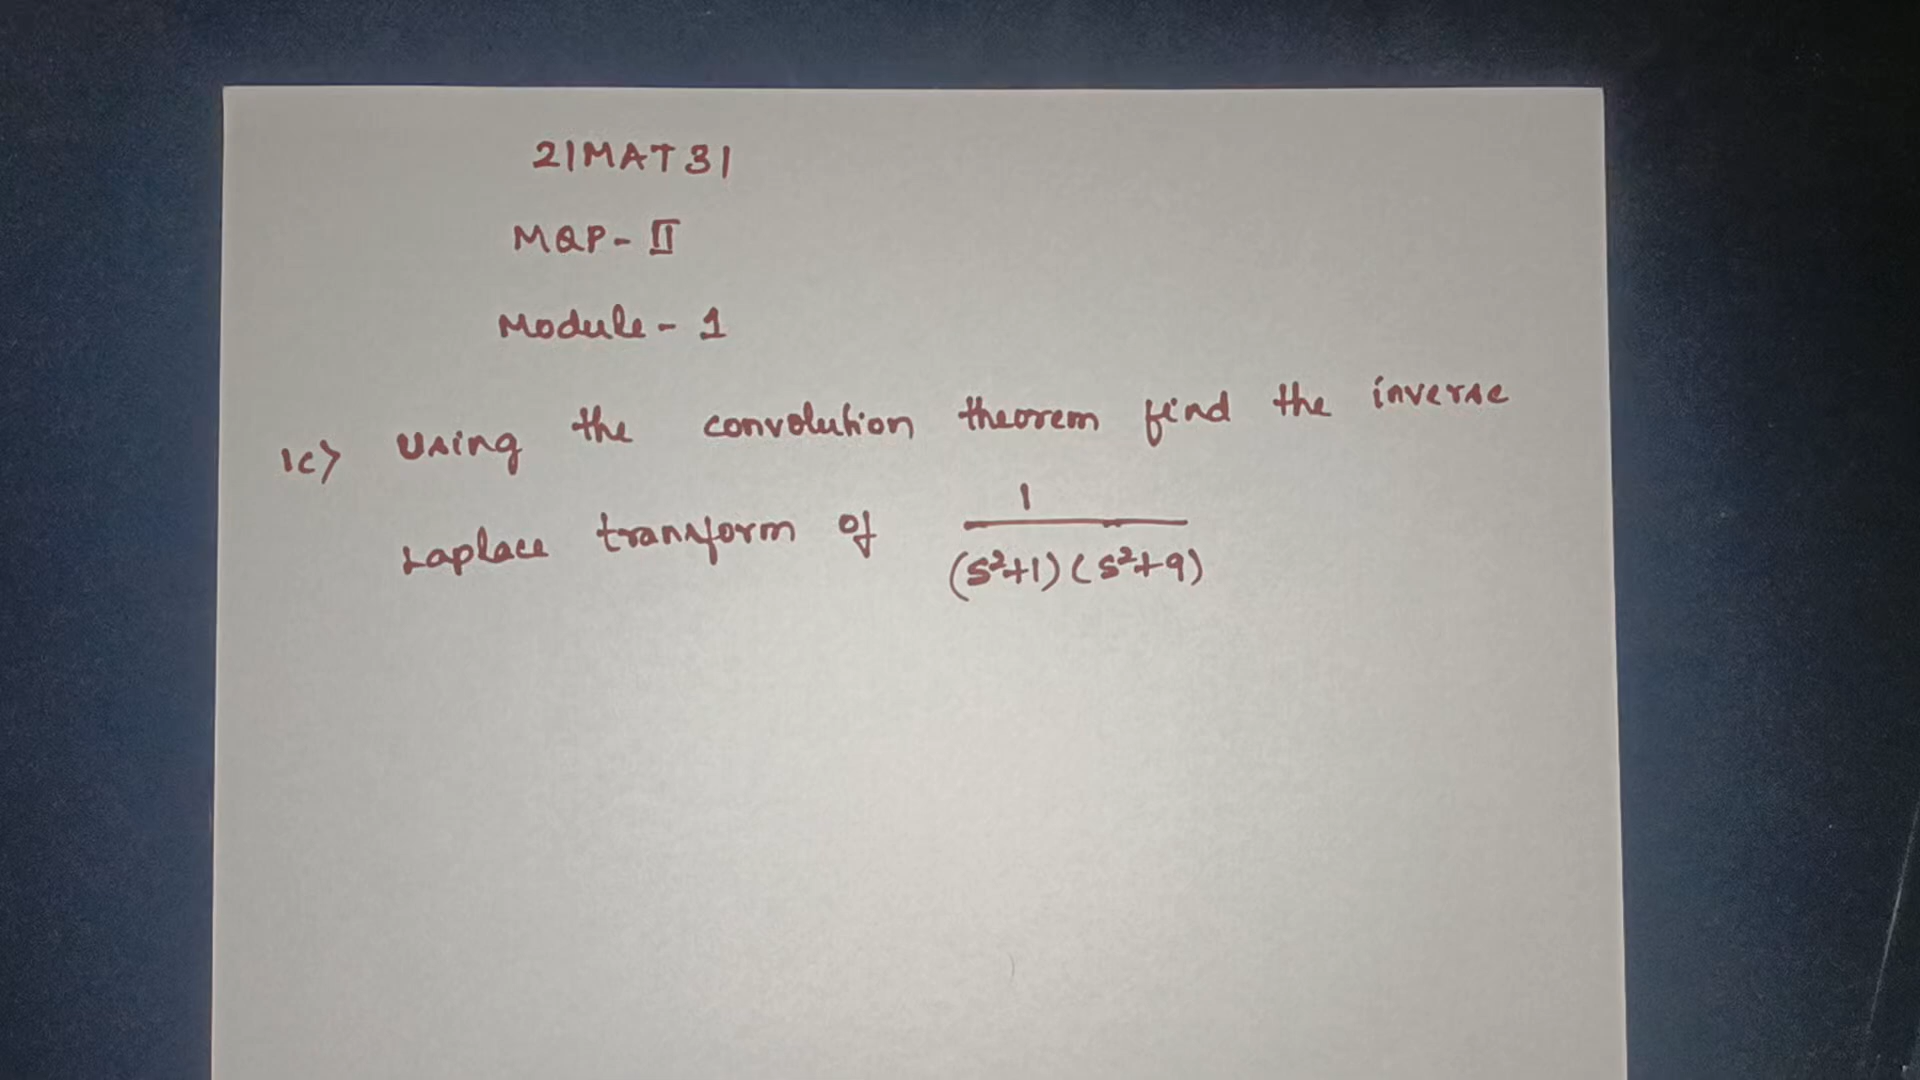 21MAT31
MQP - II
Module - 1
1c> Using the convolution theorem find the inverse
Laplace transform of 1/((s²+1)(s²+9))